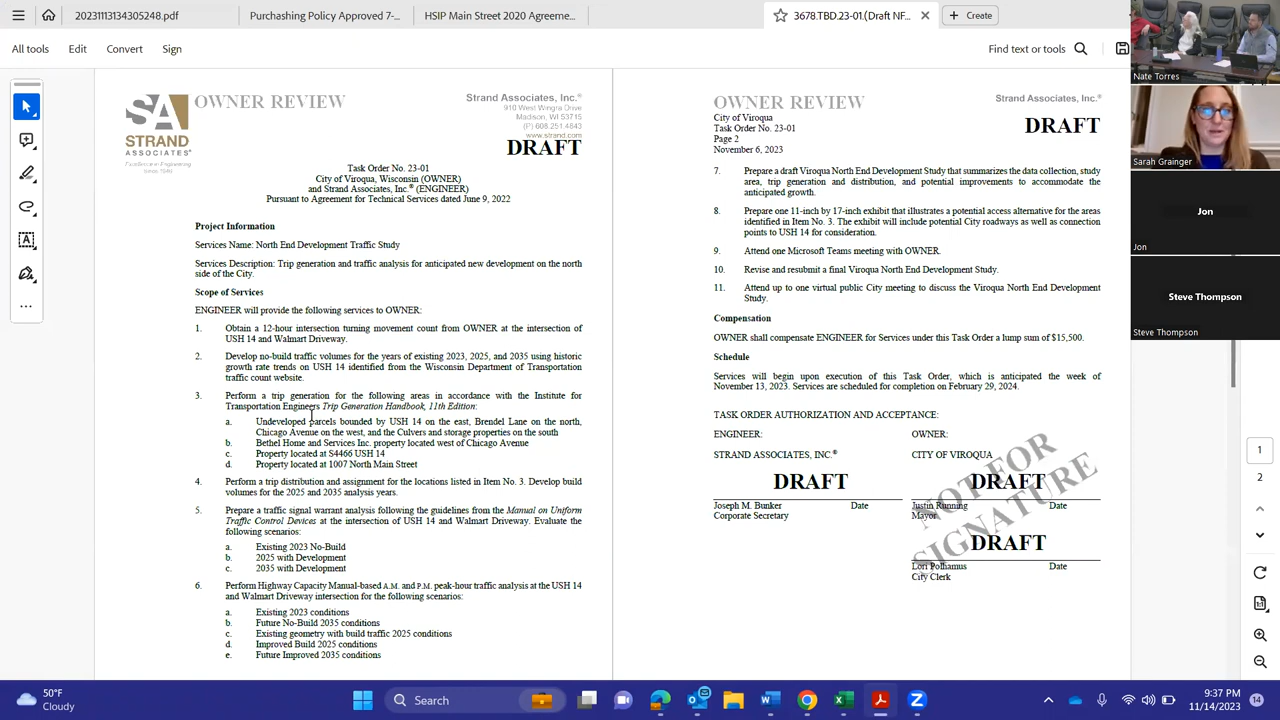 20231113134305248.pdf
Purchashing Policy Approved 7-...
HSIP Main Street 2020 Agreeme...
3678.TBD.23-01.(Draft NF...
Create
All tools
Edit
Convert
Sign
Find text or tools
SA
STRAND
ASSOCIATES®
OWNER REVIEW
Strand Associates, Inc.®
910 West Wingra Drive
Madison, WI 53715
(P) 608.251.4843
www.strand.com
DRAFT
Task Order No. 23-01
City of Viroqua, Wisconsin (OWNER)
and Strand Associates, Inc.® (ENGINEER)
Pursuant to Agreement for Technical Services dated June 9, 2022
Project Information
Services Name: North End Development Traffic Study
Services Description: Trip generation and traffic analysis for anticipated new development on the north
side of the City.
Scope of Services
ENGINEER will provide the following services to OWNER:
1. Obtain a 12-hour intersection turning movement count from OWNER at the intersection of
USH 14 and Walmart Driveway.
2. Develop no-build traffic volumes for the years of existing 2023, 2025, and 2035 using historic
growth rate trends on USH 14 identified from the Wisconsin Department of Transportation
traffic count website.
3. Perform a trip generation for the following areas in accordance with the Institute for
Transportation Engineers Trip Generation Handbook, 11th Edition:
a. Undeveloped parcels bounded by USH 14 on the east, Brendel Lane on the north,
Chicago Avenue on the west, and the Culvers and storage properties on the south
b. Bethel Home and Services Inc. property located west of Chicago Avenue
c. Property located at S4466 USH 14
d. Property located at 1007 North Main Street
4. Perform a trip distribution and assignment for the locations listed in Item No. 3. Develop build
volumes for the 2025 and 2035 analysis years.
5. Prepare a traffic signal warrant analysis following the guidelines from the Manual on Uniform
Traffic Control Devices at the intersection of USH 14 and Walmart Driveway. Evaluate the
following scenarios:
a. Existing 2023 No-Build
b. 2025 with Development
c. 2035 with Development
6. Perform Highway Capacity Manual-based A.M. and P.M. peak-hour traffic analysis at the USH 14
and Walmart Driveway intersection for the following scenarios:
a. Existing 2023 conditions
b. Future No-Build 2035 conditions
c. Existing geometry with build traffic 2025 conditions
d. Improved Build 2025 conditions
e. Future Improved 2035 conditions
OWNER REVIEW
Strand Associates, Inc.®
City of Viroqua
Task Order No. 23-01
Page 2
November 6, 2023
DRAFT
7. Prepare a draft Viroqua North End Development Study that summarizes the data collection, study
area, trip generation and distribution, and potential improvements to accommodate the
anticipated growth.
8. Prepare one 11-inch by 17-inch exhibit that illustrates a potential access alternative for the areas
identified in Item No. 3. The exhibit will include potential City roadways as well as connection
points to USH 14 for consideration.
9. Attend one Microsoft Teams meeting with OWNER.
10. Revise and resubmit a final Viroqua North End Development Study.
11. Attend up to one virtual public City meeting to discuss the Viroqua North End Development
Study.
Compensation
OWNER shall compensate ENGINEER for Services under this Task Order a lump sum of $15,500.
Schedule
Services will begin upon execution of this Task Order, which is anticipated the week of
November 13, 2023. Services are scheduled for completion on February 29, 2024.
TASK ORDER AUTHORIZATION AND ACCEPTANCE:
ENGINEER: OWNER:
STRAND ASSOCIATES, INC.® CITY OF VIROQUA
NOT FOR
SIGNATURE
DRAFT DRAFT
Joseph M. Bunker Date Justin Running Date
Corporate Secretary Mayor
DRAFT
Lori Polhamus Date
City Clerk
Nate Torres
Sarah Grainger
Jon
Jon
Steve Thompson
Steve Thompson
1
2
50°F
Cloudy
Search
9:37 PM
11/14/2023
14